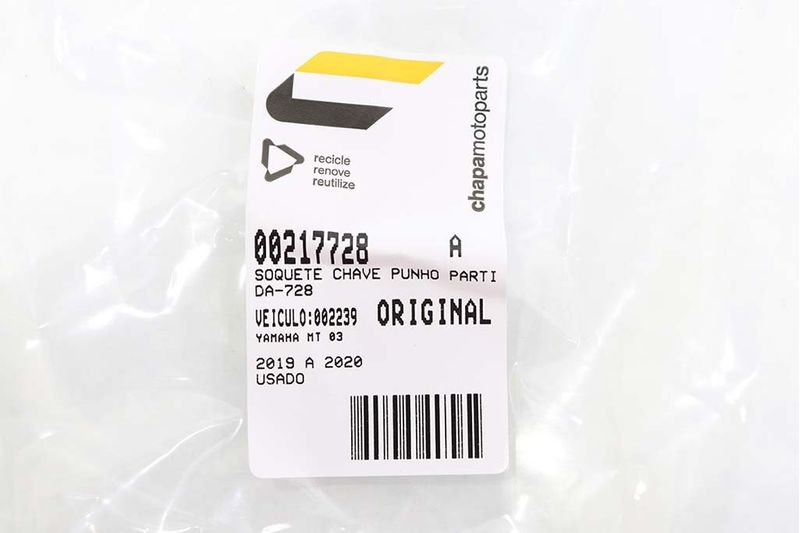 chapamotoparts
recicle
renove
reutilize
00217728 A
SOQUETE CHAVE PUNHO PARTI
DA-728
VEICULO:002239 ORIGINAL
YAMAHA MT 03
2019 A 2020
USADO